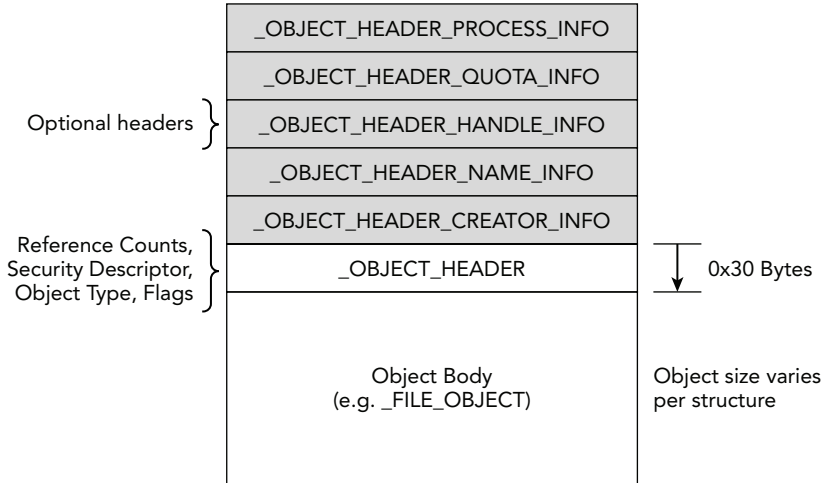 _OBJECT_HEADER_PROCESS_INFO
_OBJECT_HEADER_QUOTA_INFO
Optional headers
_OBJECT_HEADER_HANDLE_INFO
_OBJECT_HEADER_NAME_INFO
_OBJECT_HEADER_CREATOR_INFO
Reference Counts,
Security Descriptor,
Object Type, Flags
_OBJECT_HEADER
0x30 Bytes
Object Body
(e.g. _FILE_OBJECT)
Object size varies
per structure